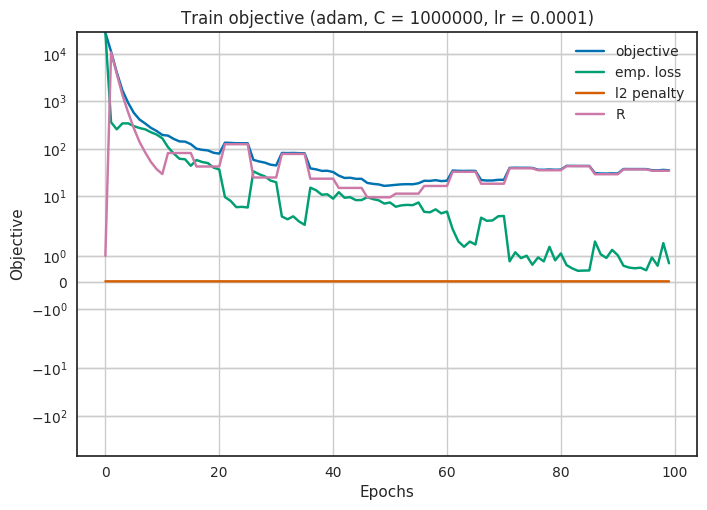 Train objective (adam, C = 1000000, lr = 0.0001)
objective
emp. loss
l2 penalty
R
Objective
10⁴
10³
10²
10¹
10⁰
0
−10⁰
−10¹
−10²
0 20 40 60 80 100
Epochs